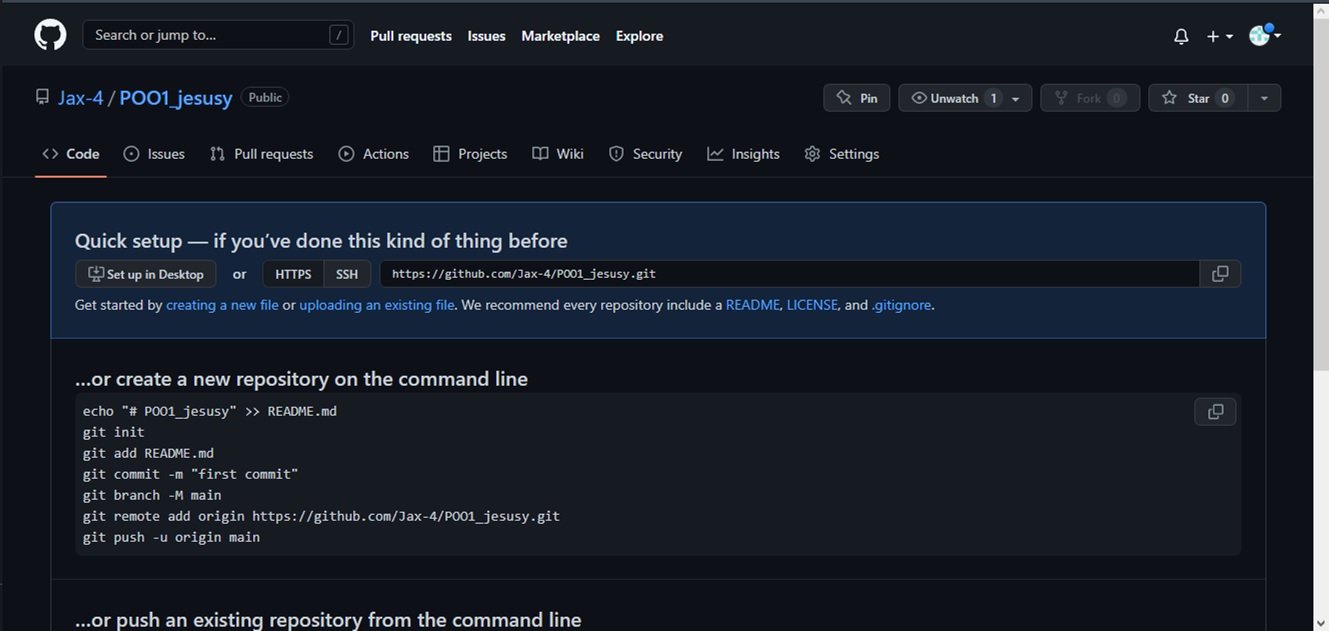 Search or jump to... / Pull requests Issues Marketplace Explore
Jax-4 / POO1_jesusy Public Pin Unwatch 1 Fork 0 Star 0
Code Issues Pull requests Actions Projects Wiki Security Insights Settings
Quick setup — if you've done this kind of thing before
Set up in Desktop or HTTPS SSH https://github.com/Jax-4/POO1_jesusy.git
Get started by creating a new file or uploading an existing file. We recommend every repository include a README, LICENSE, and .gitignore.
...or create a new repository on the command line
echo "# POO1_jesusy" >> README.md
git init
git add README.md
git commit -m "first commit"
git branch -M main
git remote add origin https://github.com/Jax-4/POO1_jesusy.git
git push -u origin main
...or push an existing repository from the command line